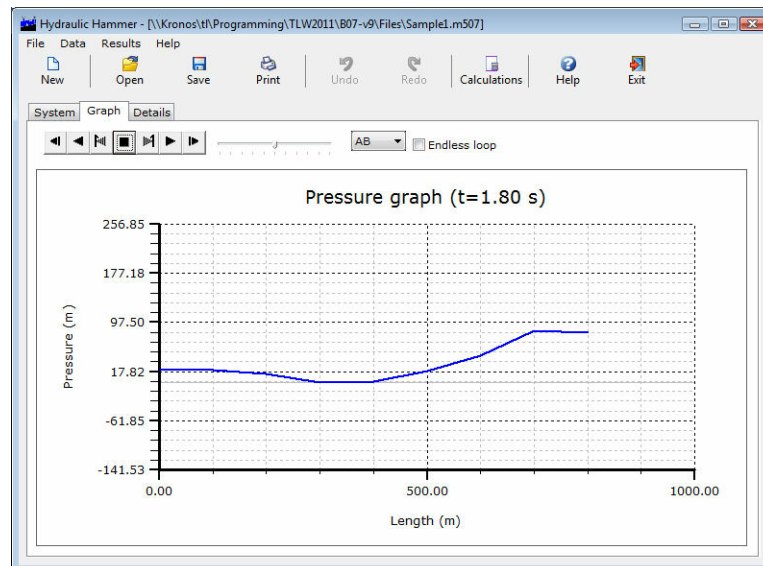 Hydraulic Hammer - [\\Kronos\tl\Programming\TLW2011\B07-v9\Files\Sample1.m507]
File Data Results Help
New Open Save Print Undo Redo Calculations Help Exit
System Graph Details
AB Endless loop
Pressure graph (t=1.80 s)
256.85
177.18
97.50
17.82
-61.85
-141.53
Pressure (m)
0.00 500.00 1000.00
Length (m)